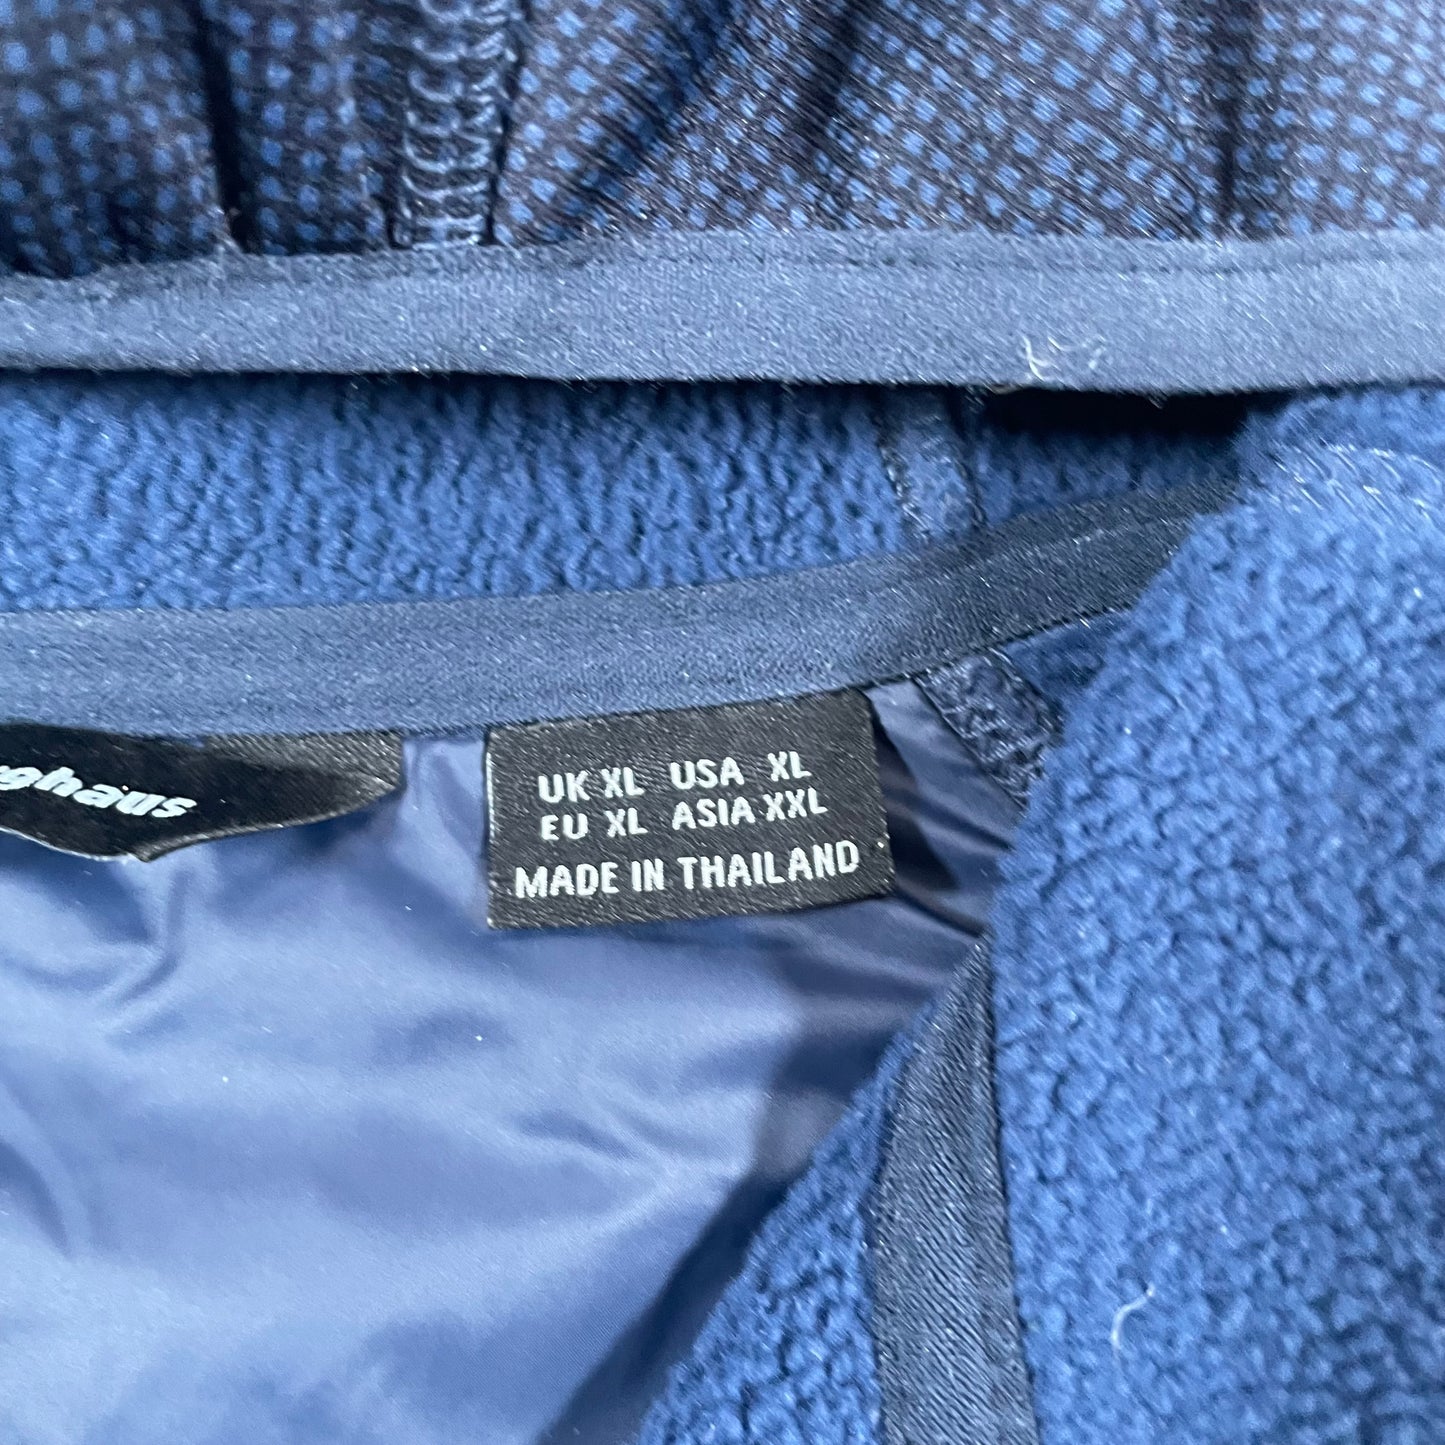 ghaus
UK XL USA XL
EU XL ASIA XXL
MADE IN THAILAND